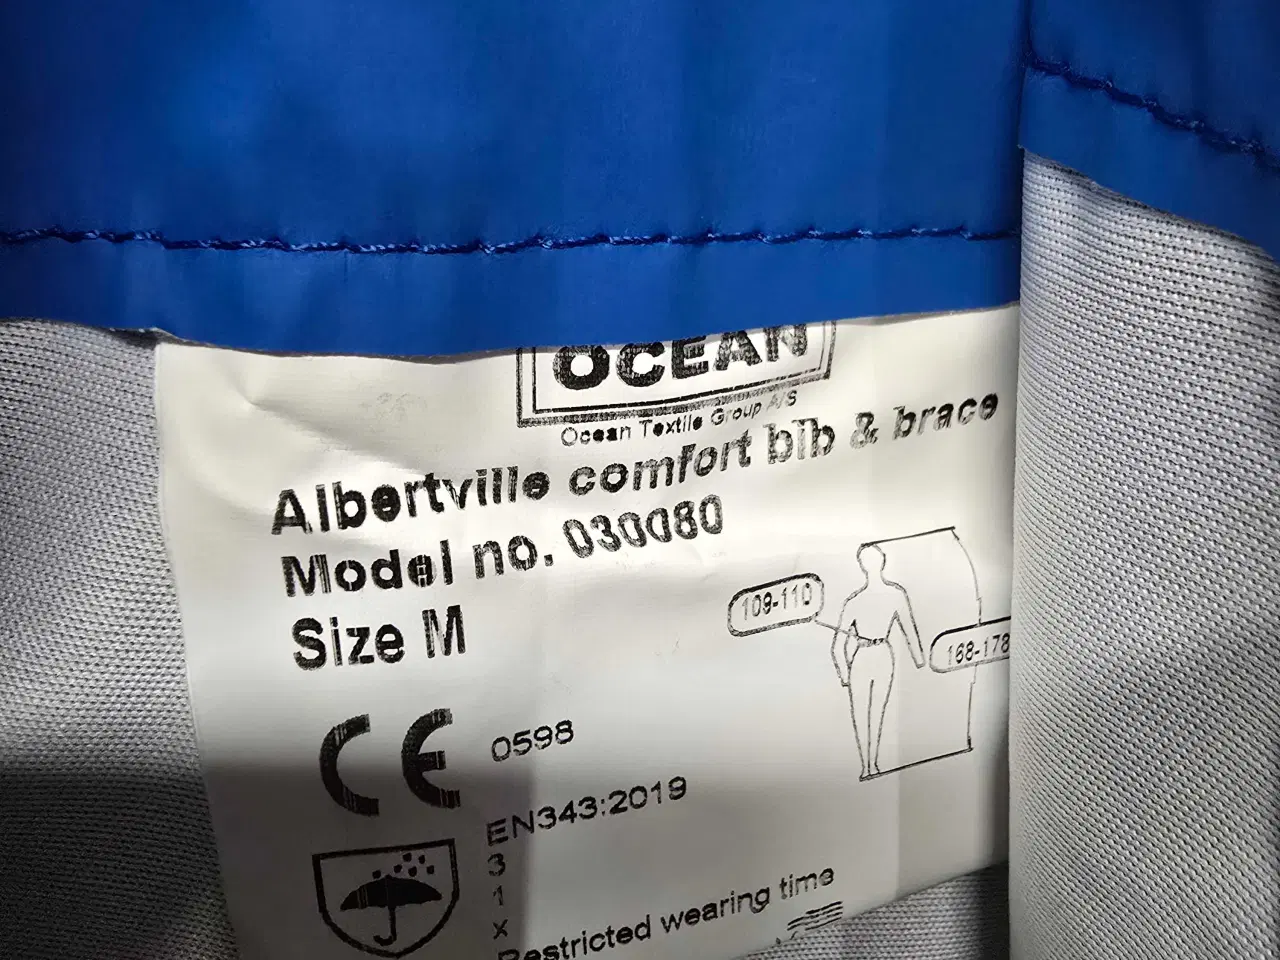 OCEAN
Ocean Textile Group A/S
Albertville comfort bib & brace
Model no. 030080
Size M
109-110
168-178
CE 0598
EN343:2019
3
1
X
Restricted wearing time